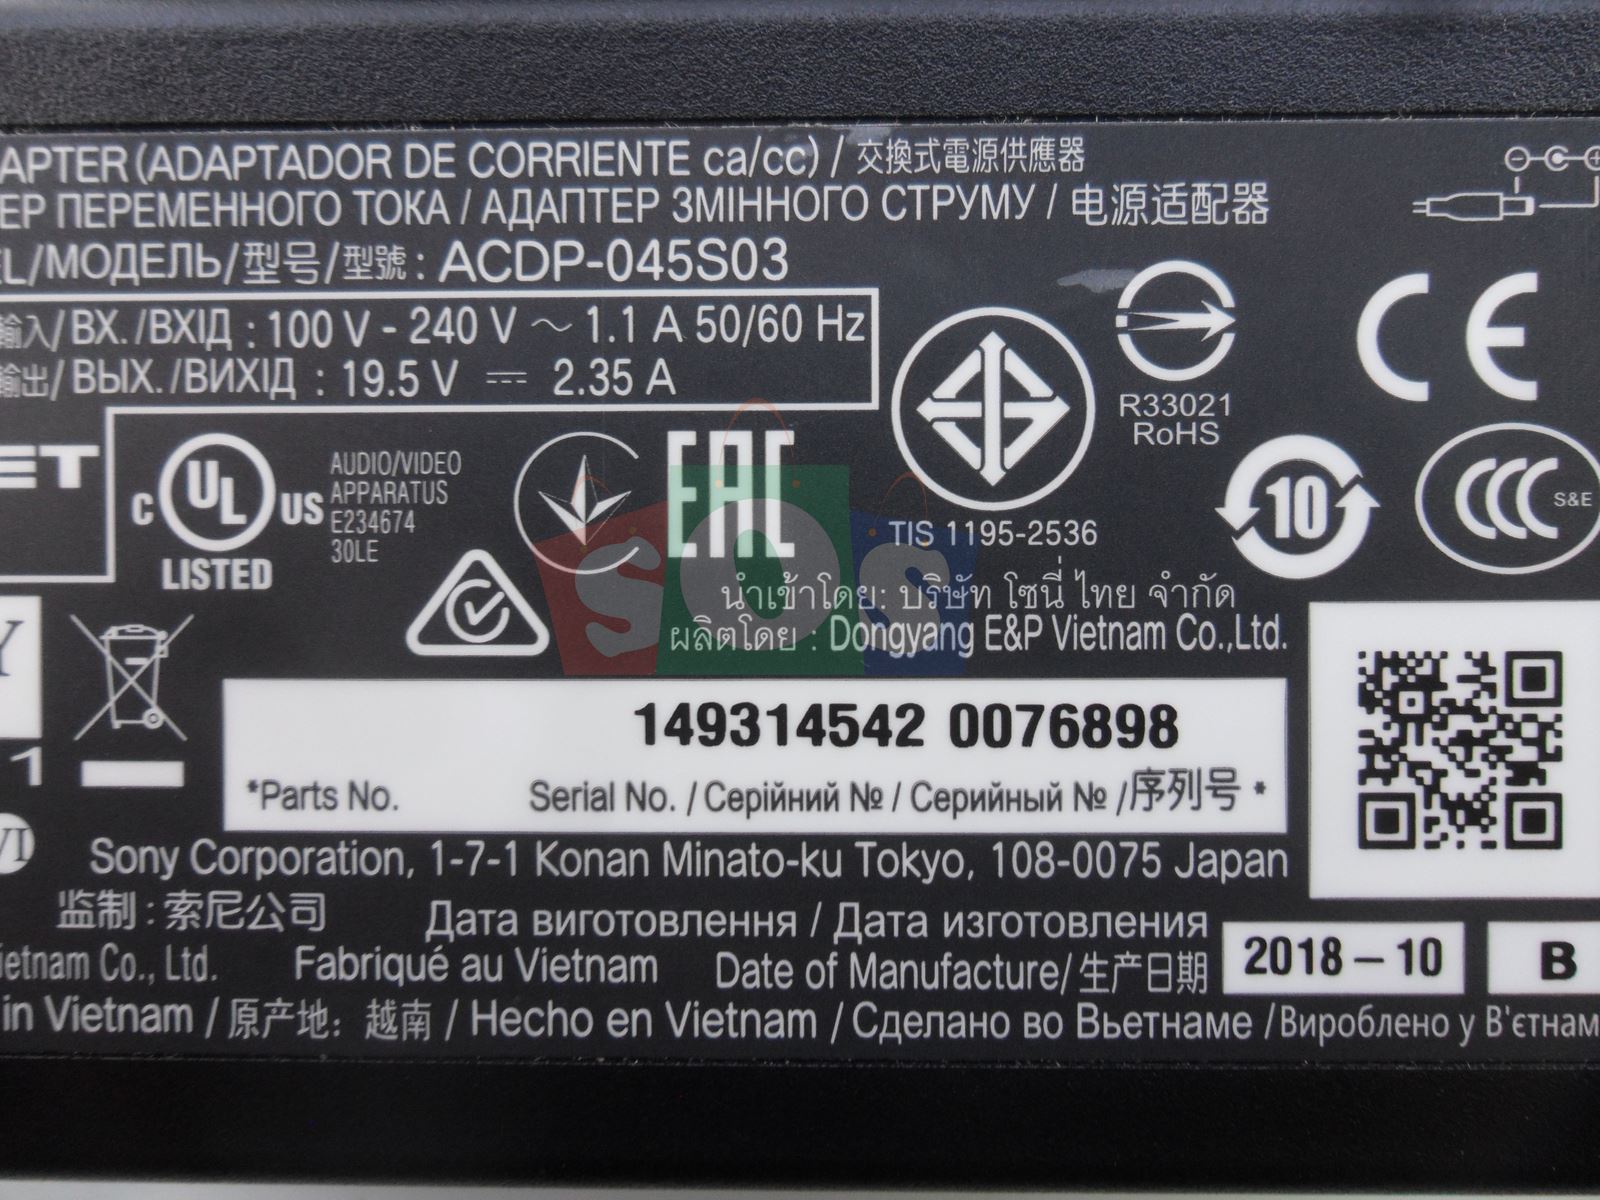 APTER (ADAPTADOR DE CORRIENTE ca/cc) / 交換式電源供應器
ЕР ПЕРЕМЕННОГО ТОКА / АДАПТЕР ЗМІННОГО СТРУМУ / 电源适配器
EL/МОДЕЛЬ/型号/型號 : ACDP-045S03
輸入/ ВХ. /ВХІД : 100 V - 240 V ~ 1.1 A 50/60 Hz
輸出/ ВЫХ. /ВИХІД : 19.5 V ⎓ 2.35 A
R33021
RoHS
ET
C UL US
LISTED
AUDIO/VIDEO
APPARATUS
E234674
30LE
EAC
CE
10
CCC S&E
TIS 1195-2536
SOS
นำเข้าโดย: บริษัท โซนี่ ไทย จำกัด
ผลิตโดย : Dongyang E&P Vietnam Co.,Ltd.
Y
1
VI
149314542 0076898
*Parts No. Serial No. / Серійний № / Серийный № /序列号 *
Sony Corporation, 1-7-1 Konan Minato-ku Tokyo, 108-0075 Japan
监制 : 索尼公司 Дата виготовлення / Дата изготовления
ietnam Co., Ltd. Fabriqué au Vietnam Date of Manufacture/ 生产日期 2018 – 10 B
in Vietnam / 原产地: 越南 / Hecho en Vietnam / Сделано во Вьетнаме / Вироблено у В'єтнам